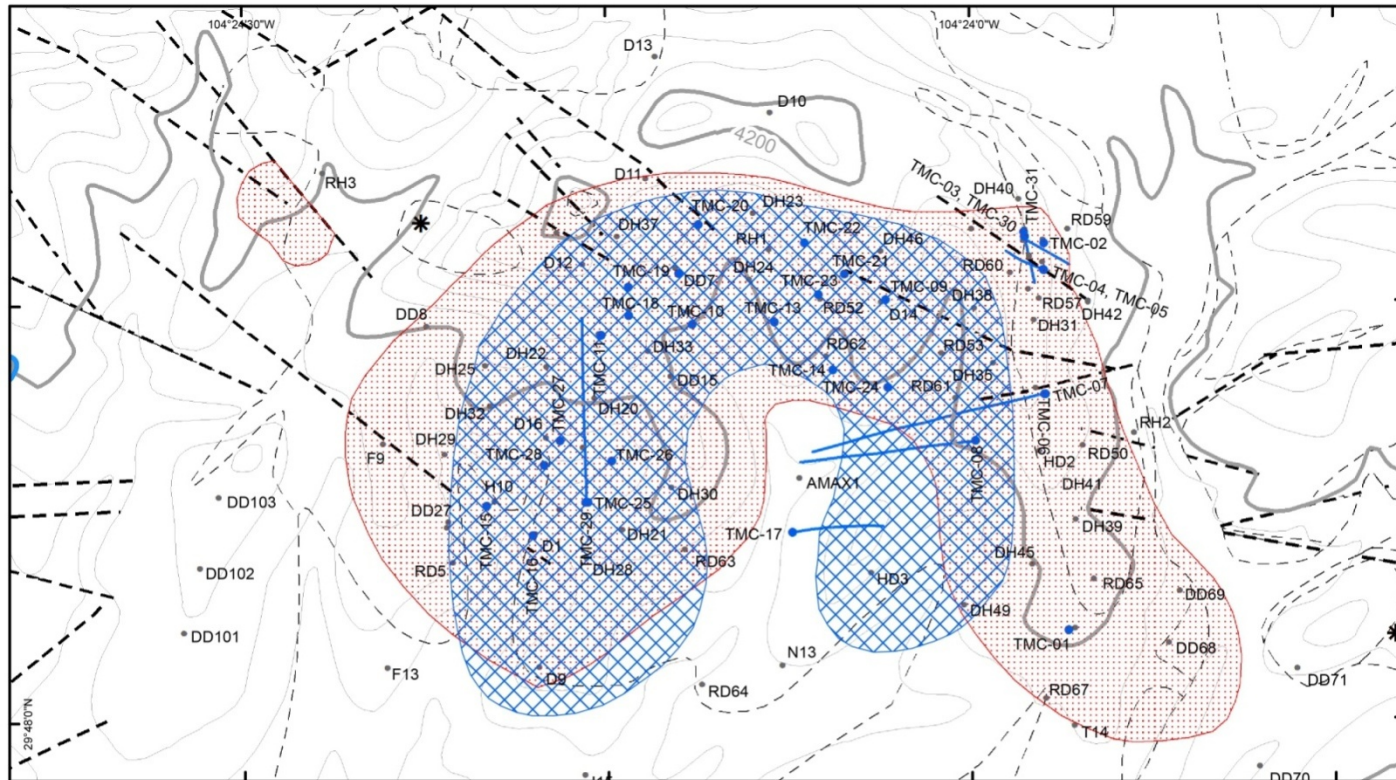 104°24'30"W
104°24'0"W
D13
D10
4200
RH3
D11
DH40
TMC-31
TMC-03, TMC-30
TMC-20
DH23
RD59
DH37
TMC-22
TMC-02
RH1
DH46
D12
TMC-19
DD7
DH24
TMC-21
RD60
TMC-04, TMC-05
TMC-23
TMC-09
DH38
TMC-18
TMC-13
RD52
D14
RD57
DH42
DD8
TMC-10
DH31
TMC-11
DH33
RD62
RD53
DH22
DH25
TMC-14
DH35
DD15
TMC-24
RD61
TMC-07
TMC-27
DH32
DH20
TMC-06
D16
RH2
DH29
F9
TMC-28
TMC-26
TMC-08
HD2
RD50
H10
DH30
AMAX1
DH41
DD103
TMC-15
TMC-25
DD27
TMC-29
DH21
TMC-17
DH39
D1
DD102
RD5
TMC-16
DH28
RD63
HD3
DH45
RD65
DD69
DH49
DD101
TMC-01
DD68
F13
D9
N13
DD71
RD64
RD67
29°48'0"N
T14
DD70